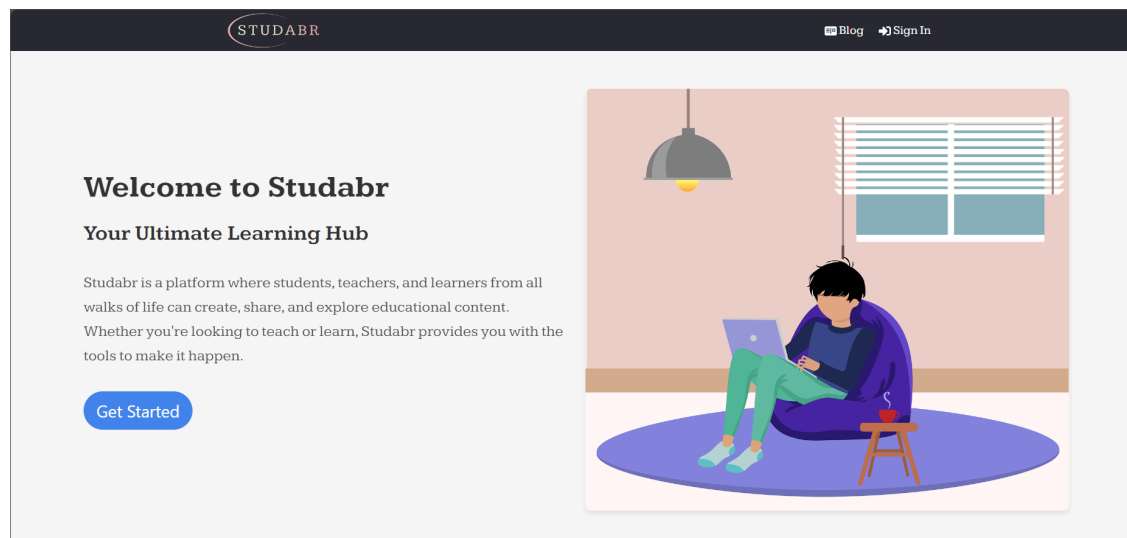 STUDABR
Blog
Sign In
Welcome to Studabr
Your Ultimate Learning Hub
Studabr is a platform where students, teachers, and learners from all
walks of life can create, share, and explore educational content.
Whether you're looking to teach or learn, Studabr provides you with the
tools to make it happen.
Get Started